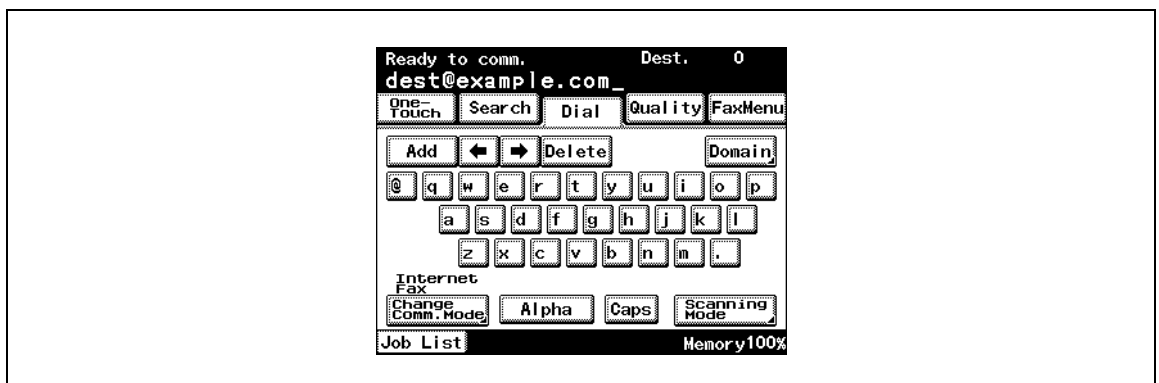 Ready to comm. Dest. 0
dest@example.com_
One-Touch Search Dial Quality FaxMenu
Add ← → Delete Domain
@ q w e r t y u i o p
a s d f g h j k l
z x c v b n m .
Internet
Fax
Change
Comm.Mode Alpha Caps Scanning
Mode
Job List Memory100%